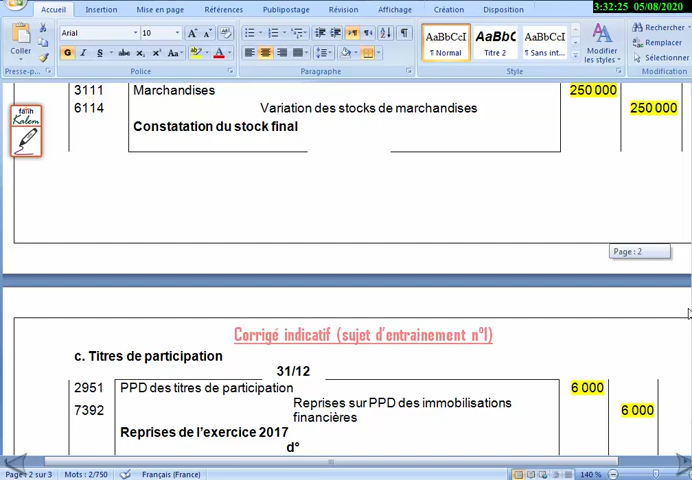 3:32:25 05/08/2020
Accueil Insertion Mise en page Références Publipostage Révision Affichage Création Disposition
Coller
Arial 10
AaBbCcI AaBbC AaBbCcI
¶ Normal Titre 2 ¶ Sans int...
Modifier les styles
Rechercher
Remplacer
Sélectionner
Presse-p... Police Paragraphe Style Modification
3111 Marchandises 250 000
6114 Variation des stocks de marchandises 250 000
Constatation du stock final
fatih
Kalem
Page : 2
Corrigé indicatif (sujet d'entrainement n°1)
c. Titres de participation
31/12
2951 PPD des titres de participation 6 000
7392 Reprises sur PPD des immobilisations financières 6 000
Reprises de l'exercice 2017
d°
Page : 2 sur 3 Mots : 2/750 Français (France) 140 %